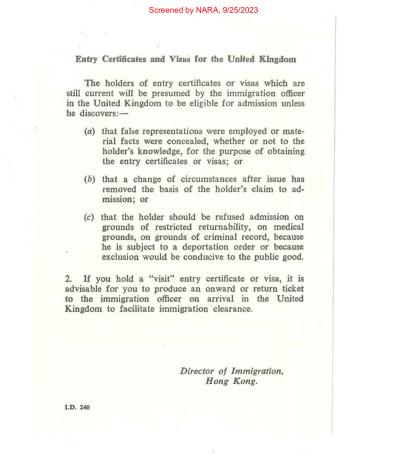 Screened by NARA, 9/25/2023
Entry Certificates and Visas for the United Kingdom
The holders of entry certificates or visas which are
still current will be presumed by the immigration officer
in the United Kingdom to be eligible for admission unless
he discovers:—
(a) that false representations were employed or mate-
rial facts were concealed, whether or not to the
holder's knowledge, for the purpose of obtaining
the entry certificates or visas; or
(b) that a change of circumstances after issue has
removed the basis of the holder's claim to ad-
mission; or
(c) that the holder should be refused admission on
grounds of restricted returnability, on medical
grounds, on grounds of criminal record, because
he is subject to a deportation order or because
exclusion would be conducive to the public good.
2. If you hold a "visit" entry certificate or visa, it is
advisable for you to produce an onward or return ticket
to the immigration officer on arrival in the United
Kingdom to facilitate immigration clearance.
Director of Immigration,
Hong Kong.
I.D. 240